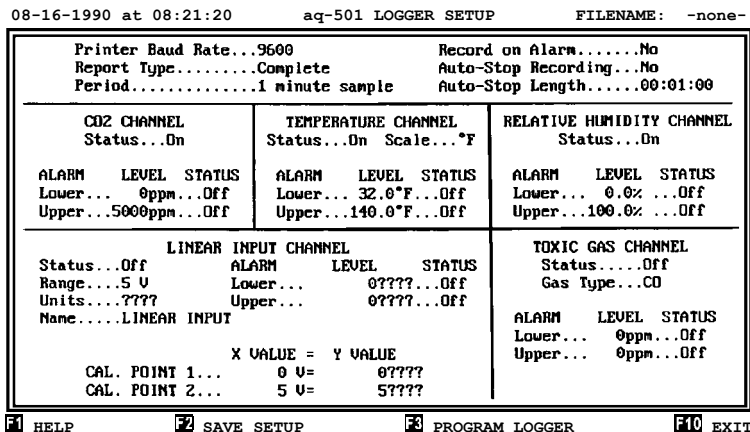 08-16-1990 at 08:21:20 aq-501 LOGGER SETUP FILENAME: -none-
Printer Baud Rate...9600 Record on Alarm.......No
Report Type.........Complete Auto-Stop Recording...No
Period..............1 minute sample Auto-Stop Length......00:01:00
CO2 CHANNEL
Status...On
ALARM LEVEL STATUS
Lower... 0ppm...Off
Upper...5000ppm...Off
TEMPERATURE CHANNEL
Status...On Scale...°F
ALARM LEVEL STATUS
Lower... 32.0°F...Off
Upper...140.0°F...Off
RELATIVE HUMIDITY CHANNEL
Status...On
ALARM LEVEL STATUS
Lower... 0.0% ...Off
Upper...100.0% ...Off
LINEAR INPUT CHANNEL
Status...Off ALARM LEVEL STATUS
Range....5 V Lower... 0????...Off
Units....???? Upper... 0????...Off
Name.....LINEAR INPUT
X VALUE = Y VALUE
CAL. POINT 1... 0 V= 0????
CAL. POINT 2... 5 V= 5????
TOXIC GAS CHANNEL
Status.....Off
Gas Type...CO
ALARM LEVEL STATUS
Lower... 0ppm...Off
Upper... 0ppm...Off
F1 HELP F2 SAVE SETUP F3 PROGRAM LOGGER F10 EXIT